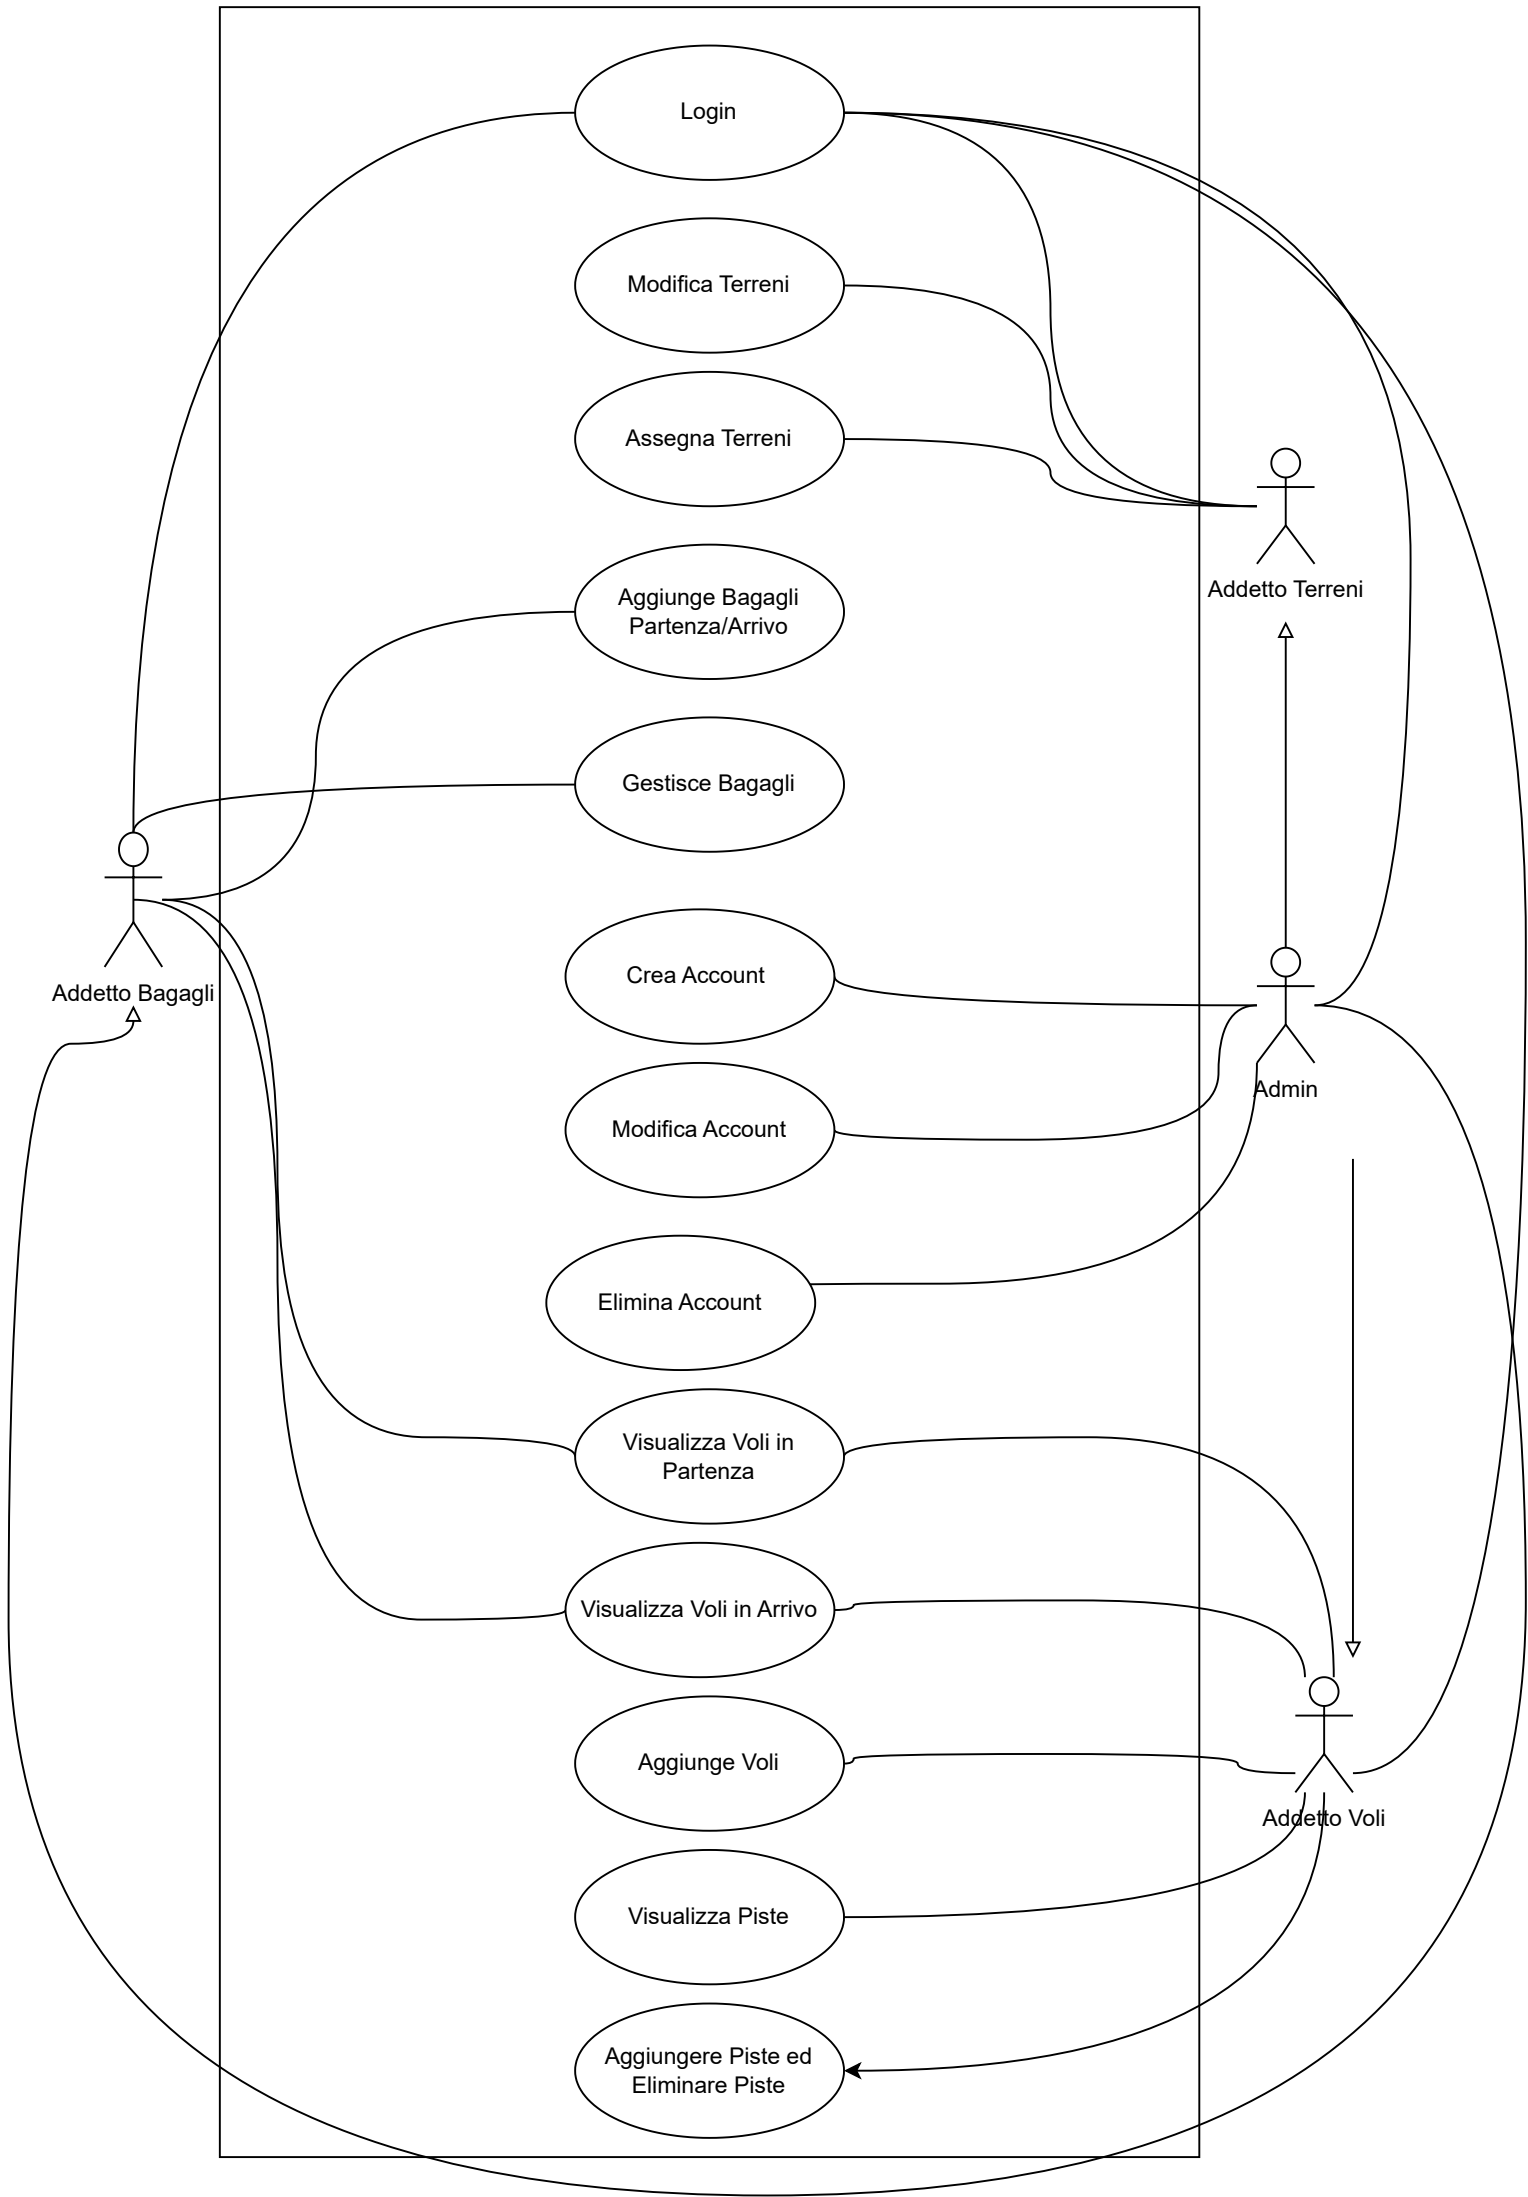 Login
Modifica Terreni
Assegna Terreni
Addetto Terreni
Aggiunge Bagagli
Partenza/Arrivo
Gestisce Bagagli
Addetto Bagagli
Crea Account
Admin
Modifica Account
Elimina Account
Visualizza Voli in
Partenza
Visualizza Voli in Arrivo
Aggiunge Voli
Addetto Voli
Visualizza Piste
Aggiungere Piste ed
Eliminare Piste